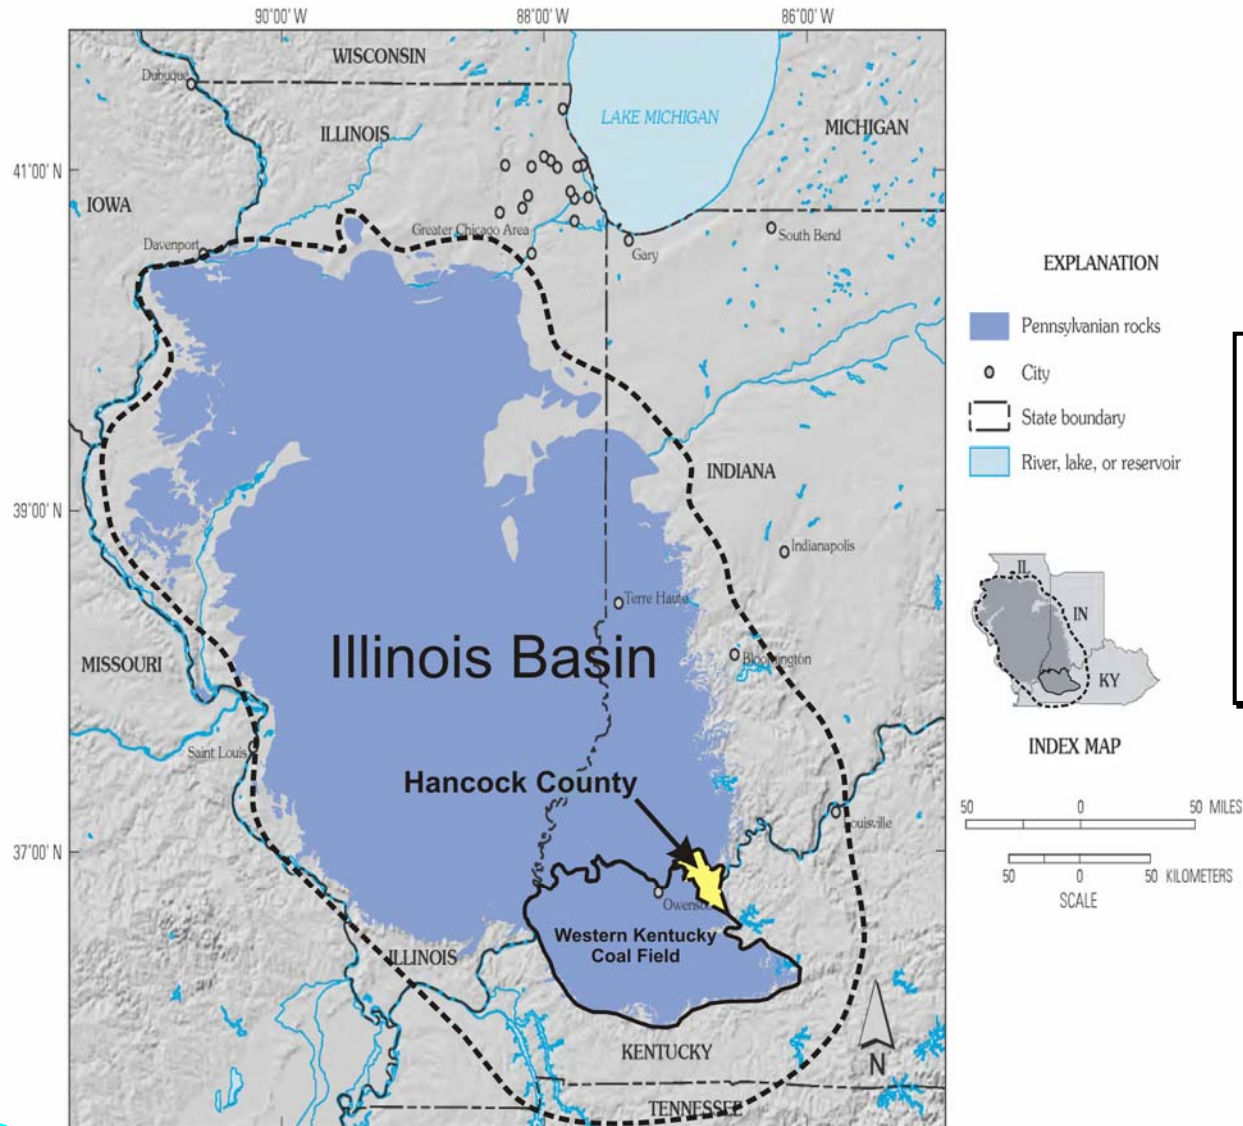 90°00' W
88°00' W
86°00' W
WISCONSIN
Dubuque
LAKE MICHIGAN
ILLINOIS
MICHIGAN
41°00' N
IOWA
Greater Chicago Area
South Bend
Davenport
Gary
EXPLANATION
Pennsylvanian rocks
City
State boundary
River, lake, or reservoir
INDIANA
39°00' N
Indianapolis
Terre Haute
Illinois Basin
MISSOURI
Bloomington
IL
IN
KY
INDEX MAP
Saint Louis
Hancock County
50 0 50 MILES
ouisville
37°00' N
50 0 50 KILOMETERS
SCALE
Owensb
Western Kentucky
Coal Field
ILLINOIS
KENTUCKY
N
TENNESSEE